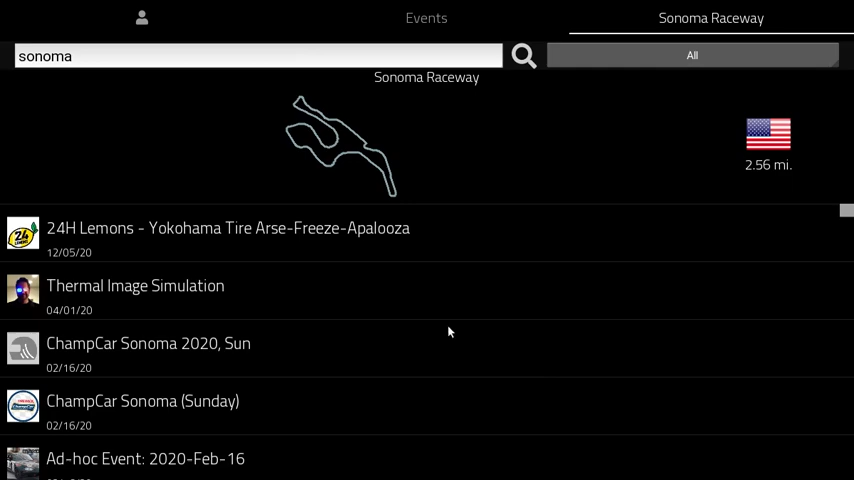 Events
Sonoma Raceway
sonoma
All
Sonoma Raceway
2.56 mi.
24H Lemons - Yokohama Tire Arse-Freeze-Apalooza
12/05/20
Thermal Image Simulation
04/01/20
ChampCar Sonoma 2020, Sun
02/16/20
ChampCar Sonoma (Sunday)
02/16/20
Ad-hoc Event: 2020-Feb-16